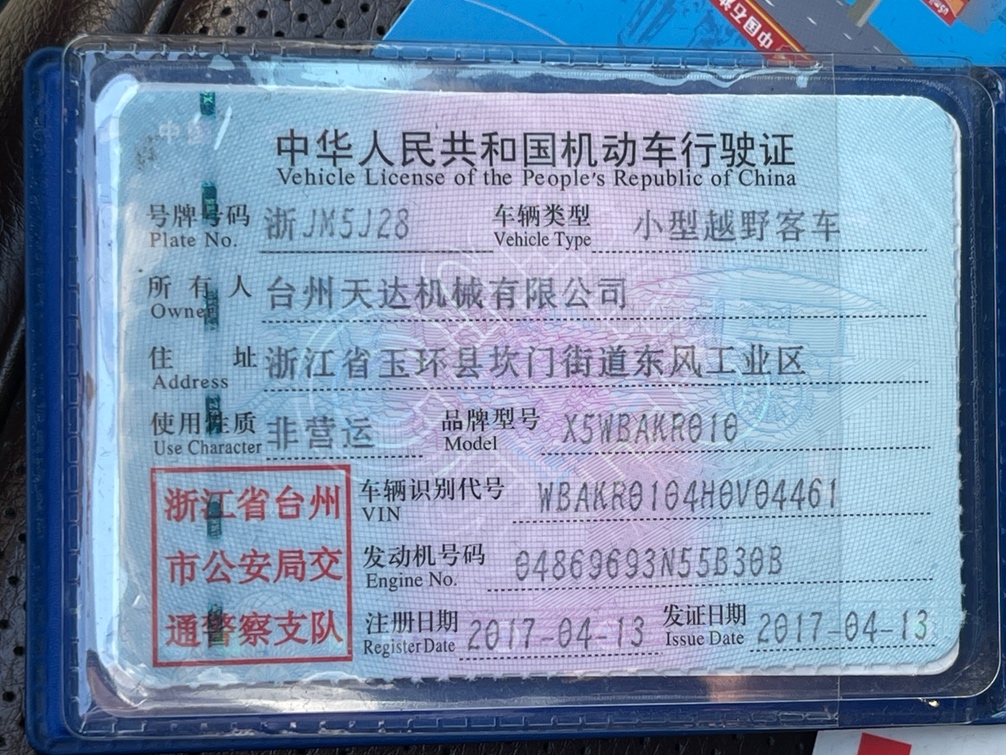 中国石油
中华人民共和国机动车行驶证
Vehicle License of the People's Republic of China
号牌号码 浙JM5J28 车辆类型 小型越野客车
Plate No. Vehicle Type
所有人 台州天达机械有限公司
Owner
住址 浙江省玉环县坎门街道东风工业区
Address
使用性质 非营运 品牌型号 X5WBAKR010
Use Character Model
浙江省台州
市公安局交
通警察支队
车辆识别代号 WBAKR0104H0V04461
VIN
发动机号码 04869693N55B30B
Engine No.
注册日期 2017-04-13 发证日期 2017-04-13
Register Date Issue Date